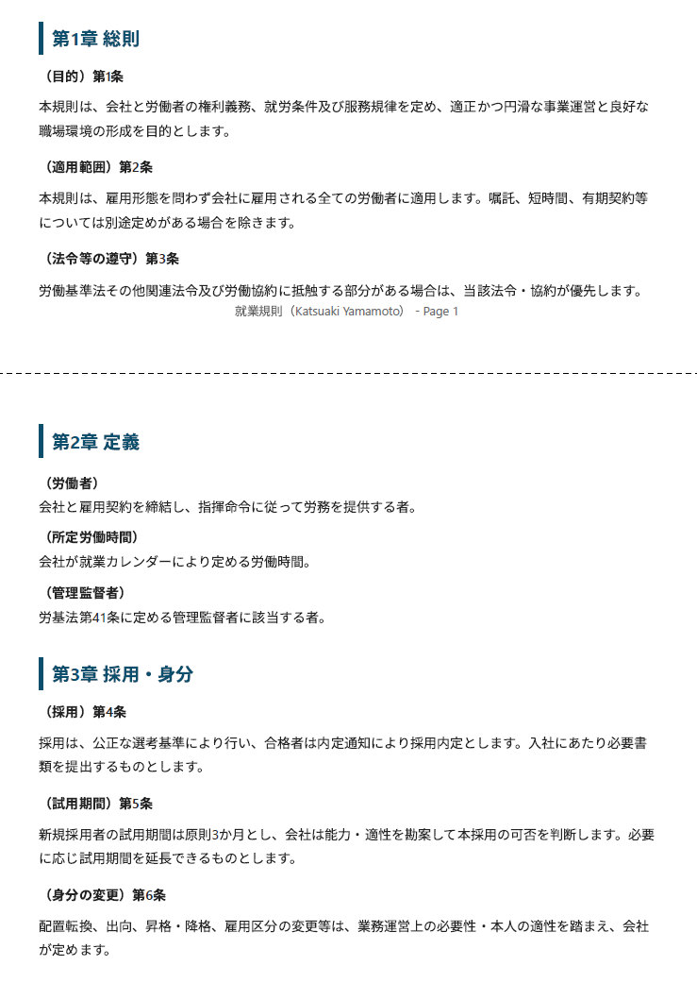 第1章 総則
（目的）第1条
本規則は、会社と労働者の権利義務、就労条件及び服務規律を定め、適正かつ円滑な事業運営と良好な
職場環境の形成を目的とします。
（適用範囲）第2条
本規則は、雇用形態を問わず会社に雇用される全ての労働者に適用します。嘱託、短時間、有期契約等
については別途定めがある場合を除きます。
（法令等の遵守）第3条
労働基準法その他関連法令及び労働協約に抵触する部分がある場合は、当該法令・協約が優先します。
就業規則（Katsuaki Yamamoto） - Page 1
第2章 定義
（労働者）
会社と雇用契約を締結し、指揮命令に従って労務を提供する者。
（所定労働時間）
会社が就業カレンダーにより定める労働時間。
（管理監督者）
労基法第41条に定める管理監督者に該当する者。
第3章 採用・身分
（採用）第4条
採用は、公正な選考基準により行い、合格者は内定通知により採用内定とします。入社にあたり必要書
類を提出するものとします。
（試用期間）第5条
新規採用者の試用期間は原則3か月とし、会社は能力・適性を勘案して本採用の可否を判断します。必要
に応じ試用期間を延長できるものとします。
（身分の変更）第6条
配置転換、出向、昇格・降格、雇用区分の変更等は、業務運営上の必要性・本人の適性を踏まえ、会社
が定めます。